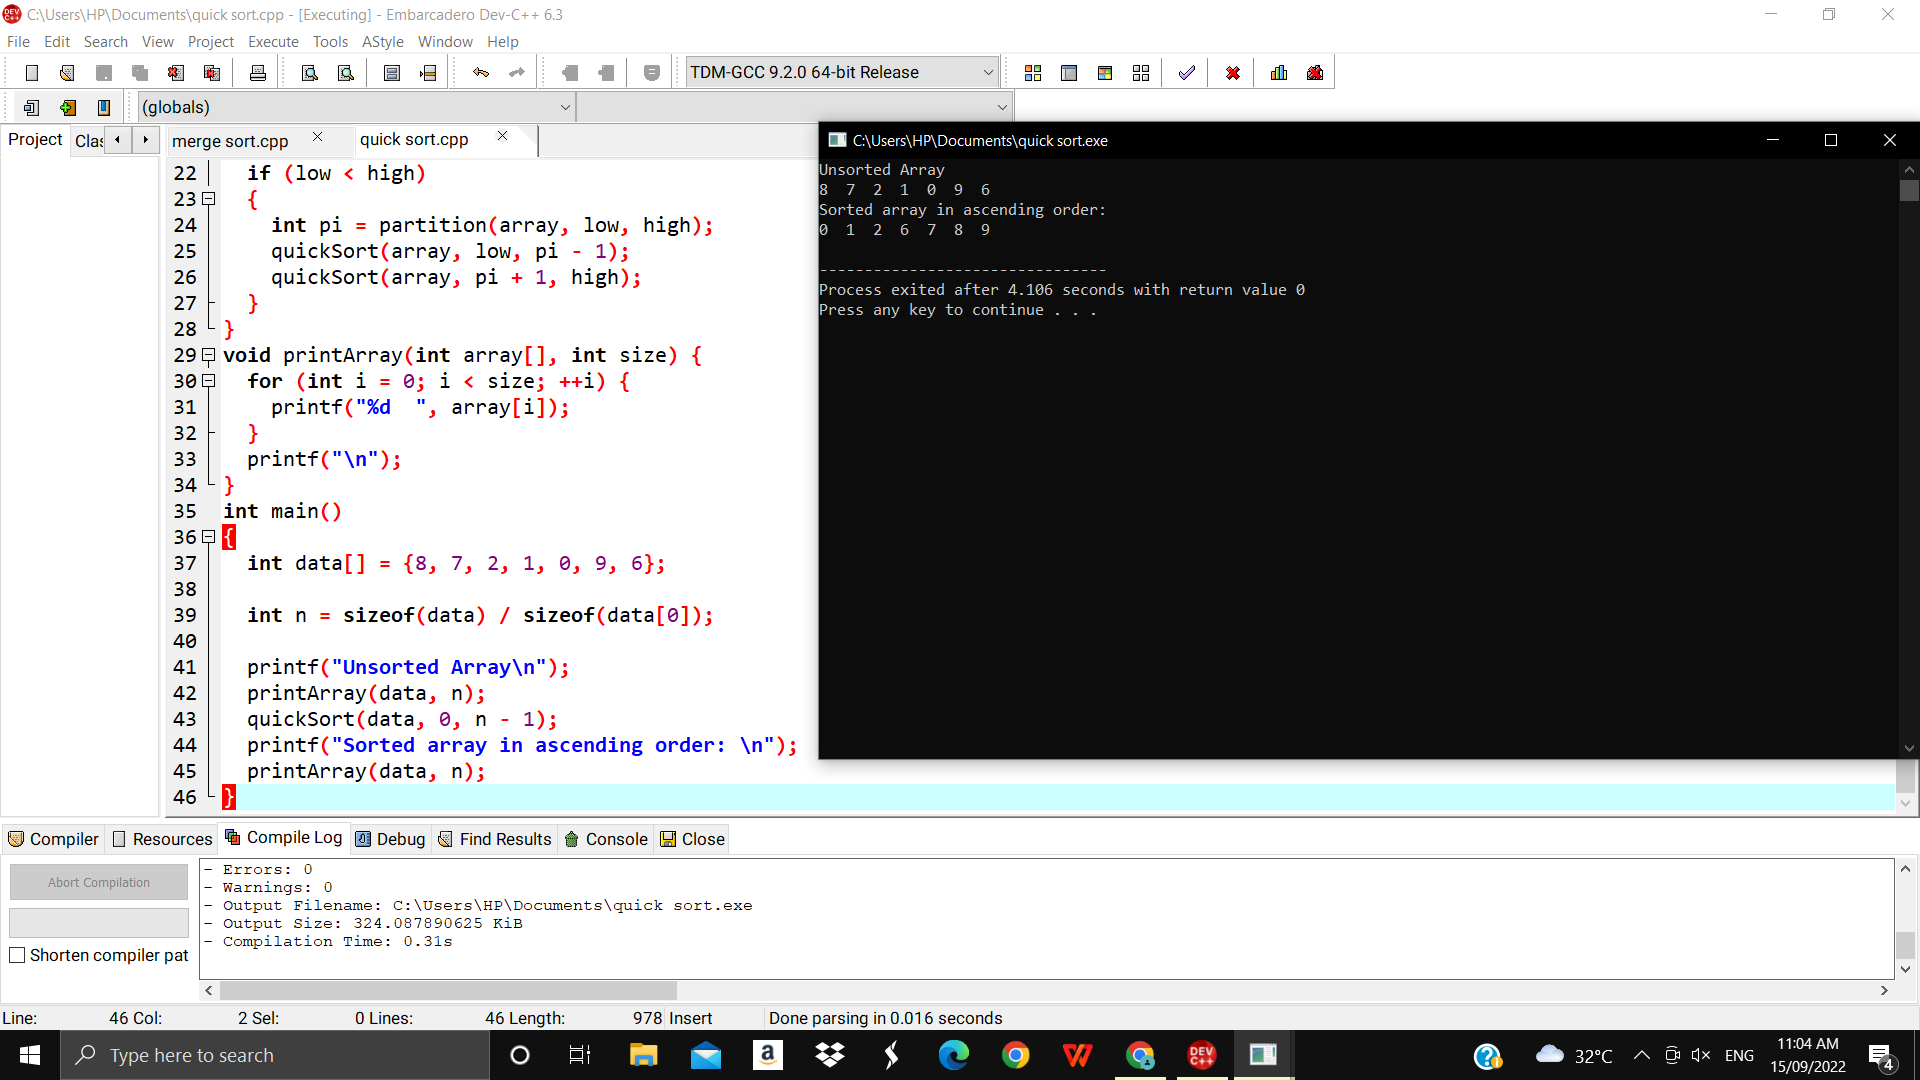 C:\Users\HP\Documents\quick sort.cpp - [Executing] - Embarcadero Dev-C++ 6.3
File Edit Search View Project Execute Tools AStyle Window Help
TDM-GCC 9.2.0 64-bit Release
(globals)
Project Clas
merge sort.cpp quick sort.cpp
22 if (low < high)
23 {
24 int pi = partition(array, low, high);
25 quickSort(array, low, pi - 1);
26 quickSort(array, pi + 1, high);
27 }
28 }
29 void printArray(int array[], int size) {
30 for (int i = 0; i < size; ++i) {
31 printf("%d  ", array[i]);
32 }
33 printf("\n");
34 }
35 int main()
36 {
37 int data[] = {8, 7, 2, 1, 0, 9, 6};
38
39 int n = sizeof(data) / sizeof(data[0]);
40
41 printf("Unsorted Array\n");
42 printArray(data, n);
43 quickSort(data, 0, n - 1);
44 printf("Sorted array in ascending order: \n");
45 printArray(data, n);
46 }
C:\Users\HP\Documents\quick sort.exe
Unsorted Array
8  7  2  1  0  9  6
Sorted array in ascending order:
0  1  2  6  7  8  9
--------------------------------
Process exited after 4.106 seconds with return value 0
Press any key to continue . . .
Compiler Resources Compile Log Debug Find Results Console Close
Abort Compilation
Shorten compiler pat
- Errors: 0
- Warnings: 0
- Output Filename: C:\Users\HP\Documents\quick sort.exe
- Output Size: 324.087890625 KiB
- Compilation Time: 0.31s
Line: 46 Col: 2 Sel: 0 Lines: 46 Length: 978 Insert Done parsing in 0.016 seconds
Type here to search
32°C ENG 11:04 AM
15/09/2022
4